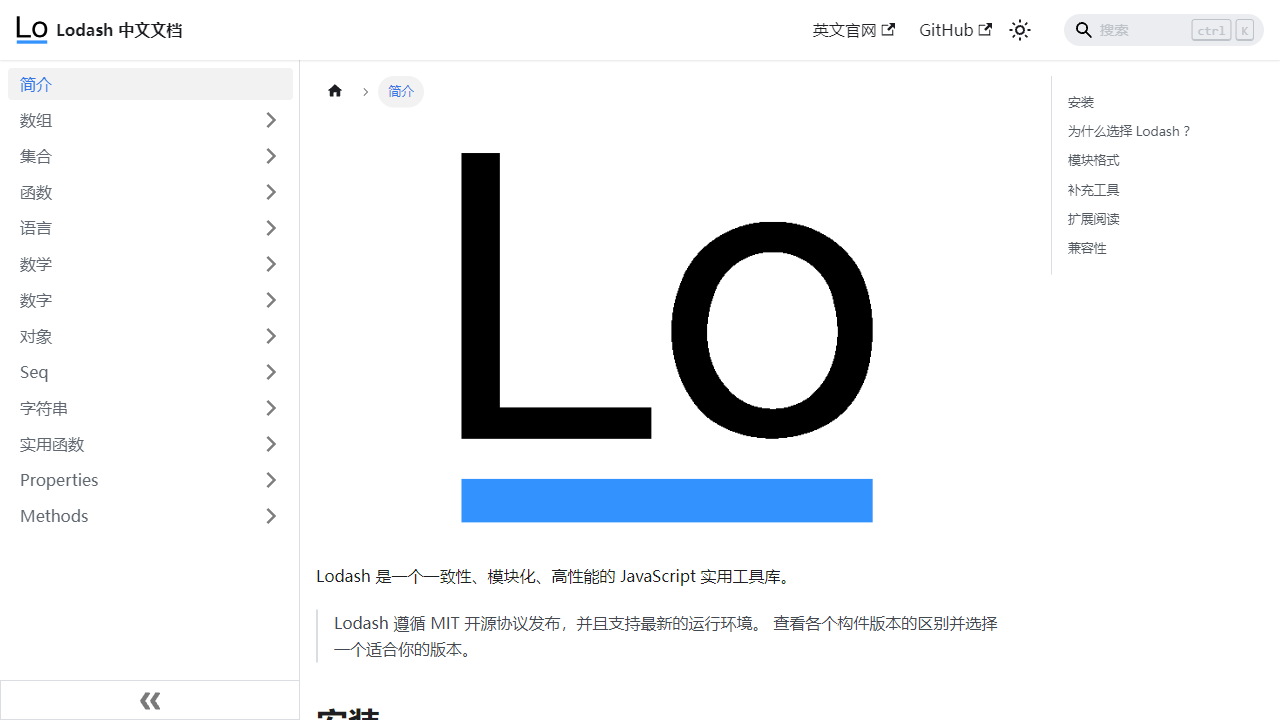 Lo Lodash 中文文档
英文官网
GitHub
搜索
ctrl K
简介
数组
集合
函数
语言
数学
数字
对象
Seq
字符串
实用函数
Properties
Methods
简介
Lo
Lodash 是一个一致性、模块化、高性能的 JavaScript 实用工具库。
Lodash 遵循 MIT 开源协议发布，并且支持最新的运行环境。 查看各个构件版本的区别并选择
一个适合你的版本。
安装
安装
为什么选择 Lodash ?
模块格式
补充工具
扩展阅读
兼容性